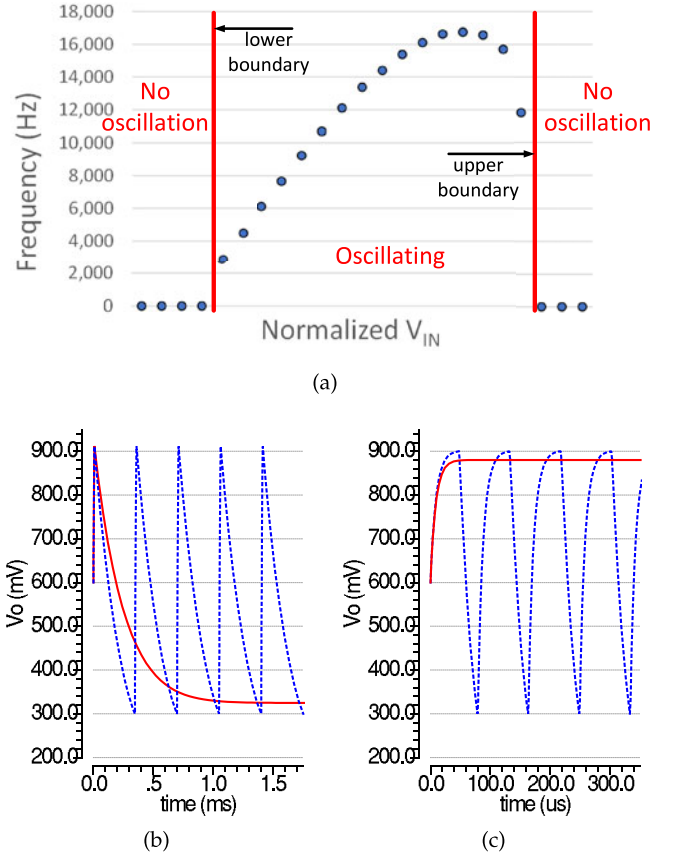 18,000
16,000
14,000
12,000
10,000
8,000
6,000
4,000
2,000
0
Frequency (Hz)
lower
boundary
No
oscillation
No
oscillation
upper
boundary
Oscillating
Normalized VIN
(a)
900.0
800.0
700.0
600.0
500.0
400.0
300.0
200.0
Vo (mV)
0.0 .5 1.0 1.5
time (ms)
(b)
900.0
800.0
700.0
600.0
500.0
400.0
300.0
200.0
Vo (mV)
0.0 100.0 200.0 300.0
time (us)
(c)